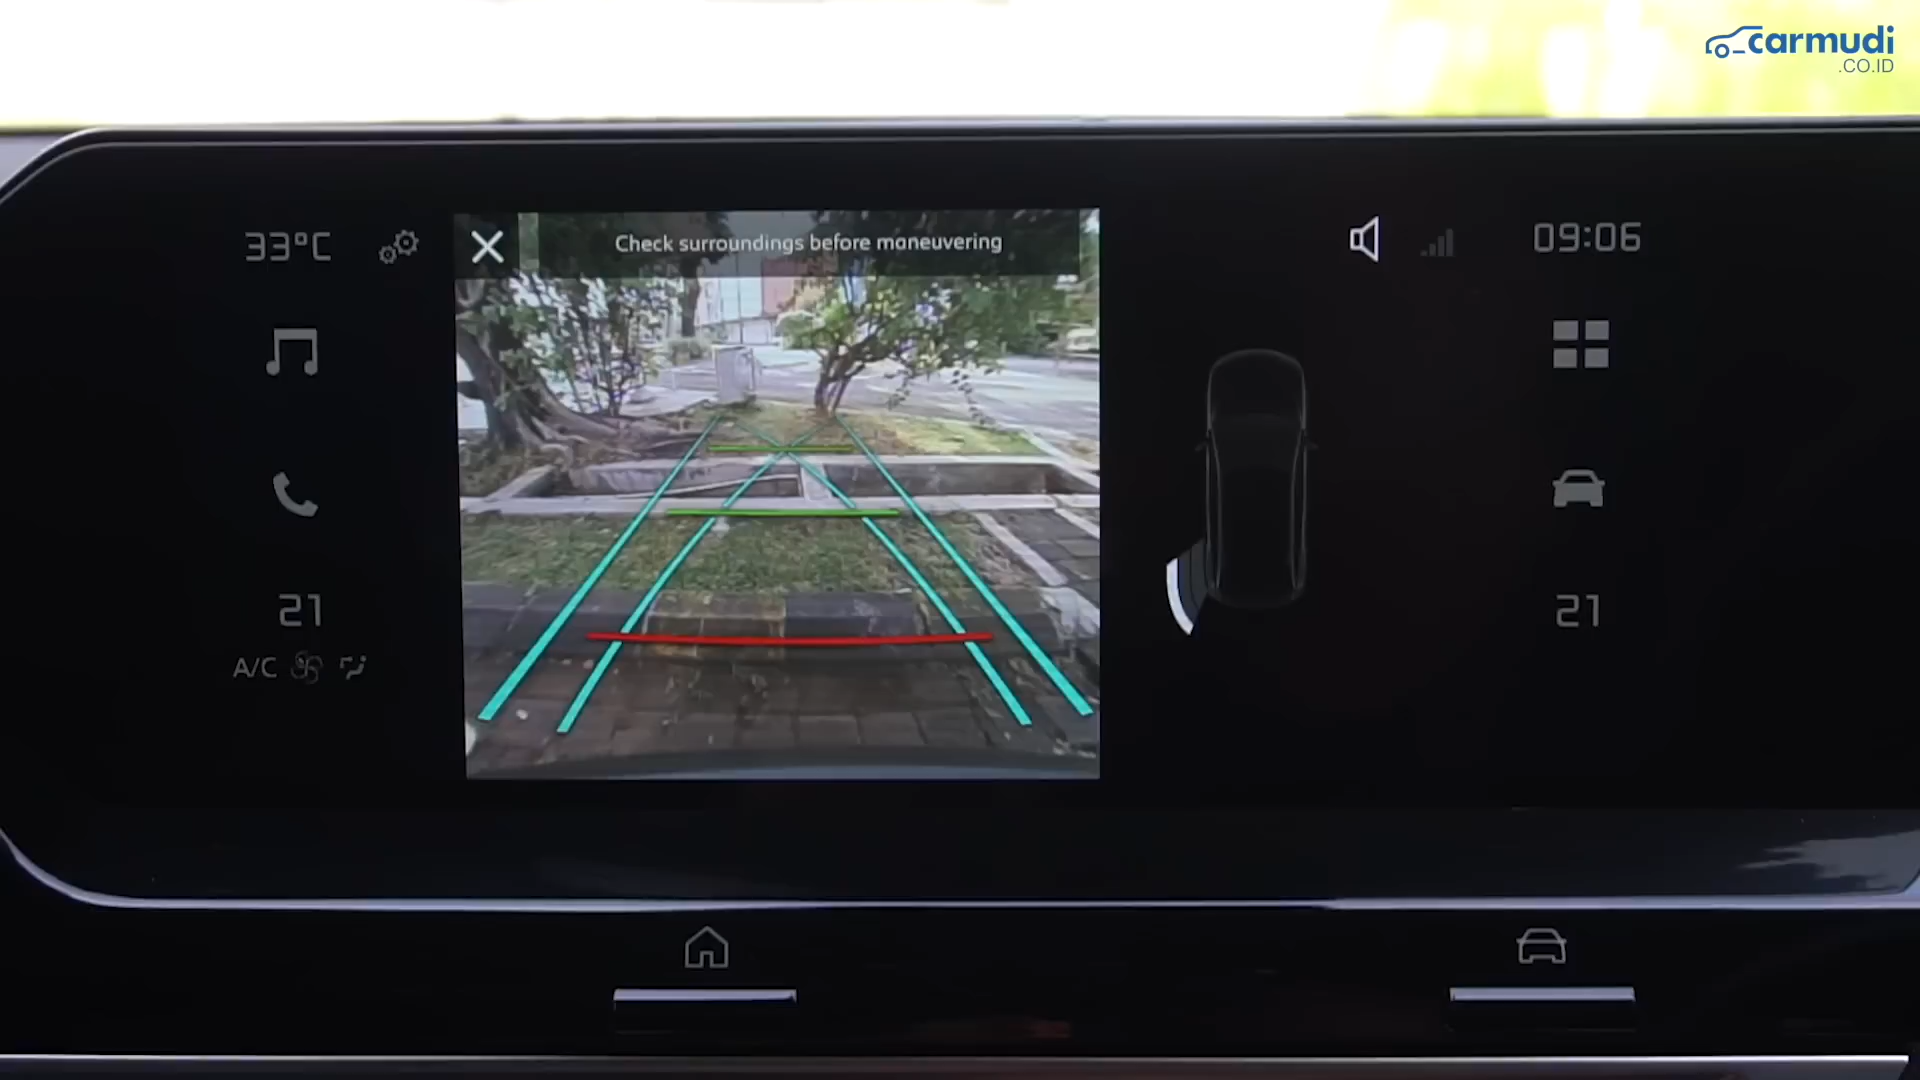 carmudi
.CO.ID
33°C
Check surroundings before maneuvering
09:06
21
21
A/C